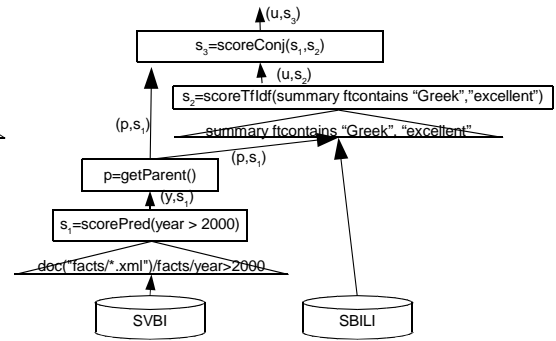 (u,s₃)
s₃=scoreConj(s₁,s₂)
(u,s₂)
s₂=scoreTfIdf(summary ftcontains “Greek”,”excellent”)
(p,s₁)
summary ftcontains “Greek”, “excellent”
(p,s₁)
p=getParent()
(y,s₁)
s₁=scorePred(year > 2000)
doc("facts/*.xml")/facts/year>2000
SVBI
SBILI